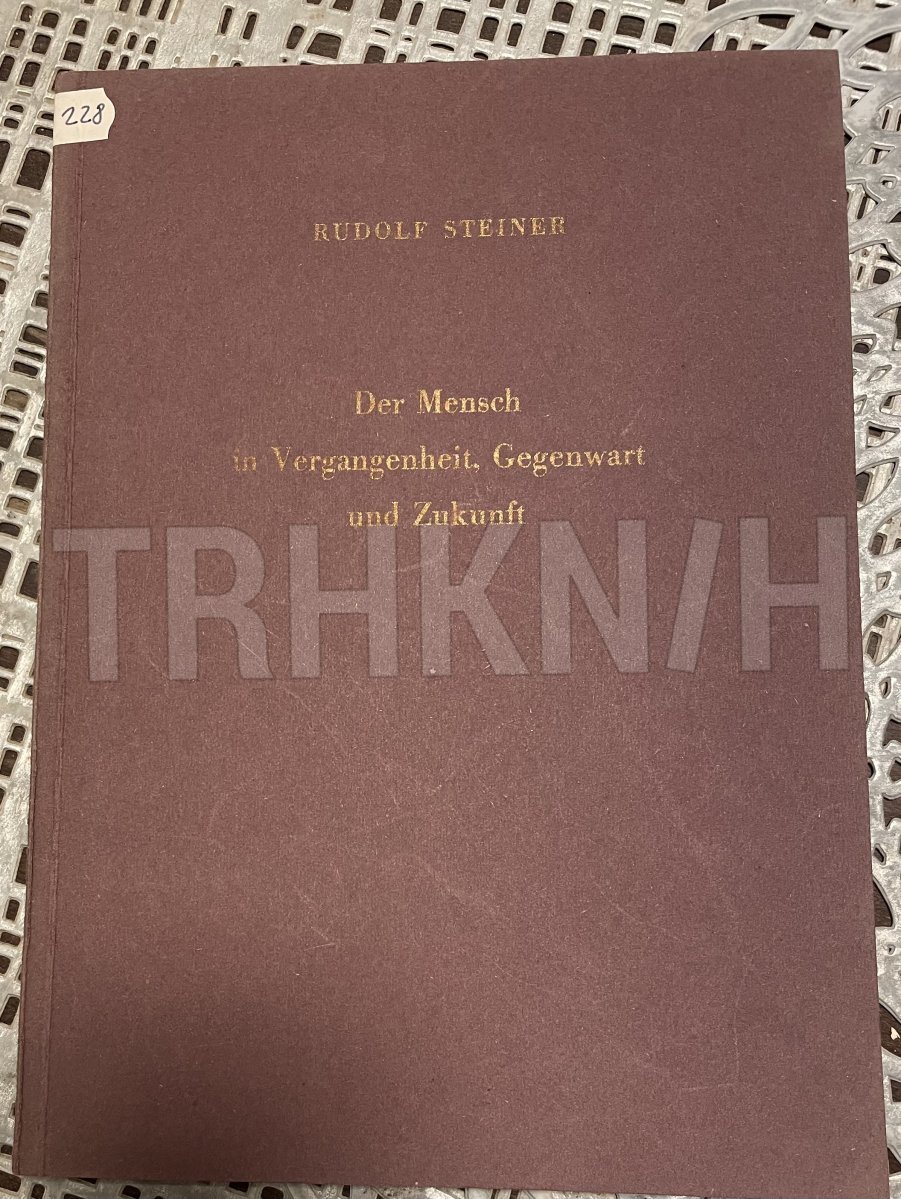 228
RUDOLF STEINER
Der Mensch
in Vergangenheit, Gegenwart
und Zukunft
TRHKN/H